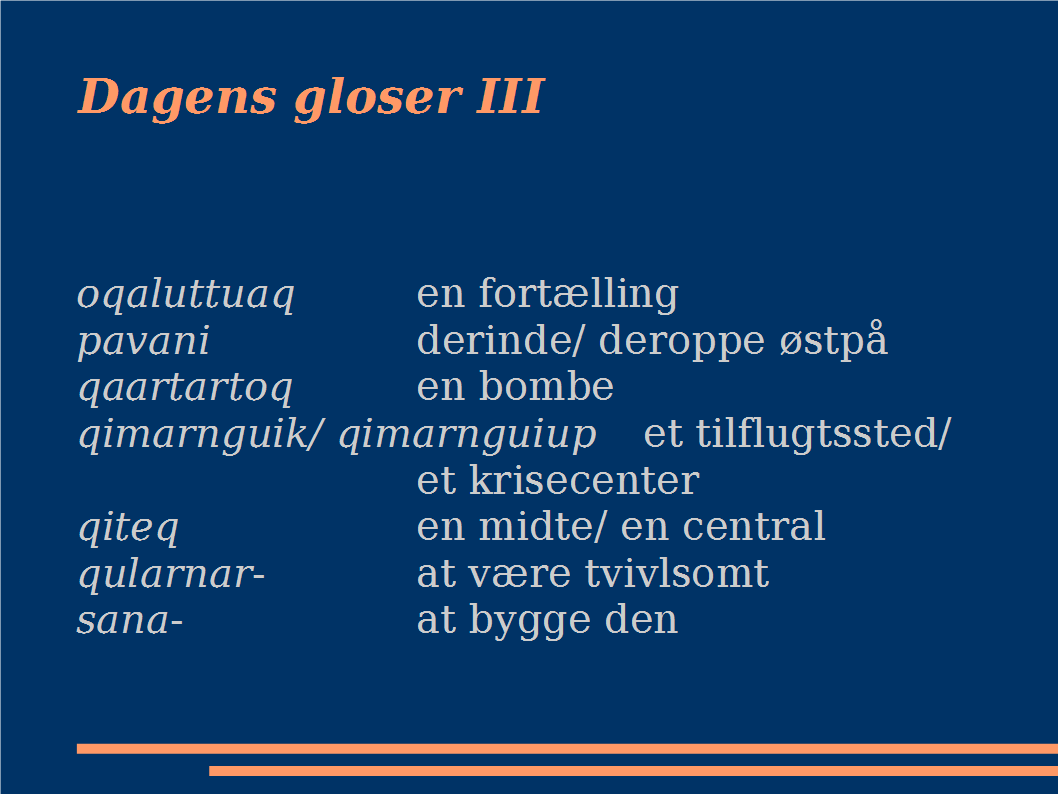 Dagens gloser III
oqaluttuaq en fortælling
pavani derinde/ deroppe østpå
qaartartoq en bombe
qimarnguik/ qimarnguiup et tilflugtssted/
et krisecenter
qiteq en midte/ en central
qularnar- at være tvivlsomt
sana- at bygge den